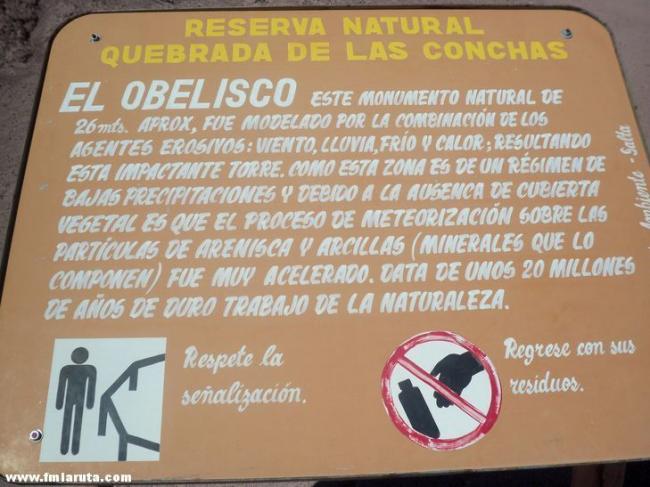 RESERVA NATURAL
QUEBRADA DE LAS CONCHAS
EL OBELISCO ESTE MONUMENTO NATURAL DE
26 mts. APROX, FUE MODELADO POR LA COMBINACIÓN DE LOS
AGENTES EROSIVOS: VIENTO, LLUVIA, FRÍO Y CALOR; RESULTANDO
ESTA IMPACTANTE TORRE. COMO ESTA ZONA ES DE UN RÉGIMEN DE
BAJAS PRECIPITACIONES Y DEBIDO A LA AUSENCA DE CUBIERTA
VEGETAL ES QUE EL PROCESO DE METEORIZACIÓN SOBRE LAS
PARTÍCULAS DE ARENISCA Y ARCILLAS (MINERALES QUE LO
COMPONEN) FUE MUY ACELERADO. DATA DE UNOS 20 MILLONES
DE AÑOS DE DURO TRABAJO DE LA NATURALEZA.
Respete la
señalización.
Regrese con sus
residuos.
Ambiente - Salta
www.fmlaruta.com